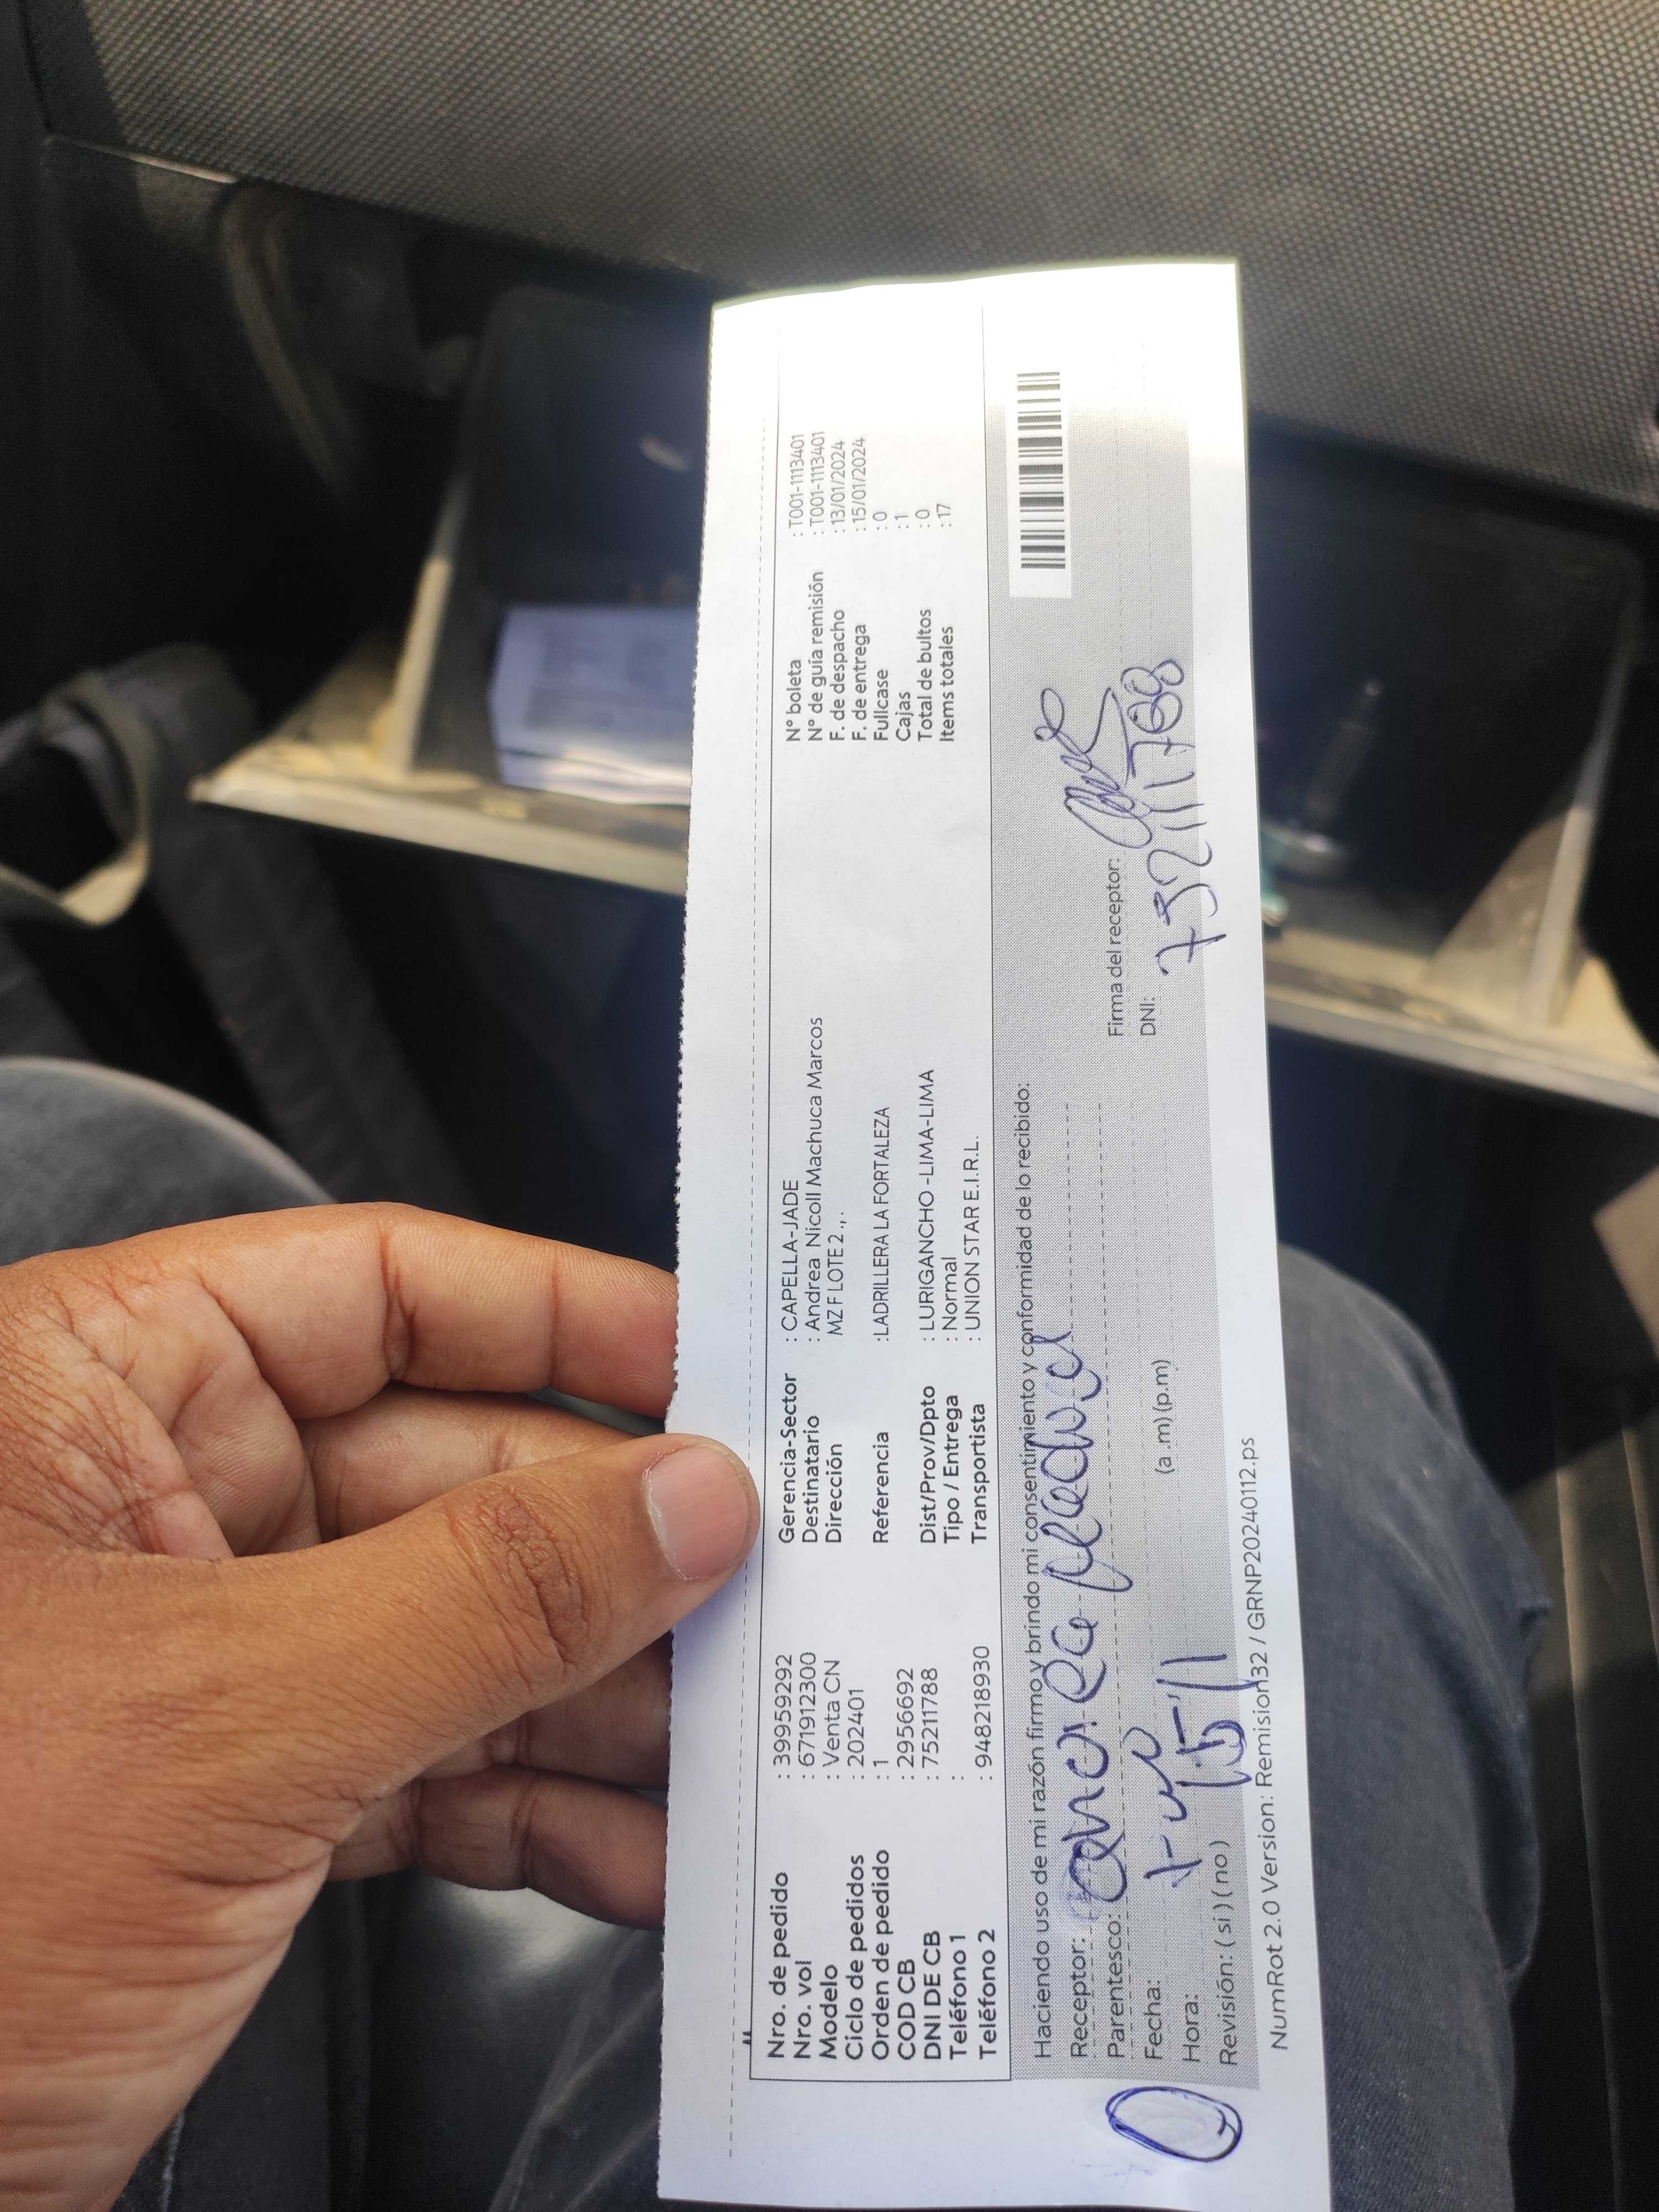 Nro. de pedido : 39959292
Nro. vol : 671912300
Modelo : Venta CN
Ciclo de pedidos : 202401
Orden de pedido : 1
COD CB : 2956692
DNI DE CB : 75211788
Teléfono 1 :
Teléfono 2 : 948218930
Gerencia-Sector : CAPELLA-JADE
Destinatario : Andrea Nicoll Machuca Marcos
Dirección MZ F LOTE 2 .,.
Referencia :LADRILLERA LA FORTALEZA
Dist/Prov/Dpto : LURIGANCHO -LIMA-LIMA
Tipo / Entrega : Normal
Transportista : UNION STAR E.I.R.L.
N° boleta : T001-1113401
N° de guía remisión : T001-1113401
F. de despacho : 13/01/2024
F. de entrega : 15/01/2024
Fullcase : 0
Cajas : 1
Total de bultos : 0
Items totales : 17
Haciendo uso de mi razón firmo y brindo mi consentimiento y conformidad de lo recibido:
Receptor:
Parentesco:
Fecha:
Hora: (a .m) (p.m)
Revisión: ( si ) ( no )
Firma del receptor:
DNI:
NumRot 2.0 Version: Remision32 / GRNP20240112.ps